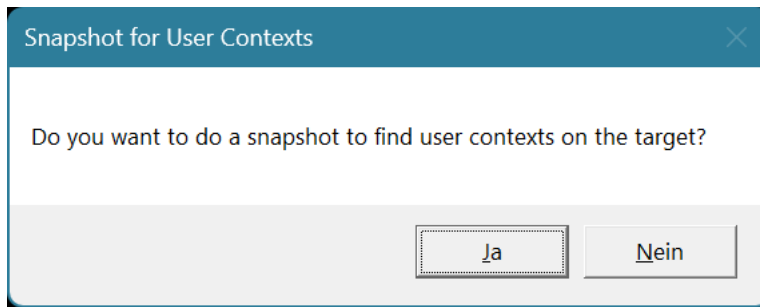 Snapshot for User Contexts
Do you want to do a snapshot to find user contexts on the target?
Ja
Nein